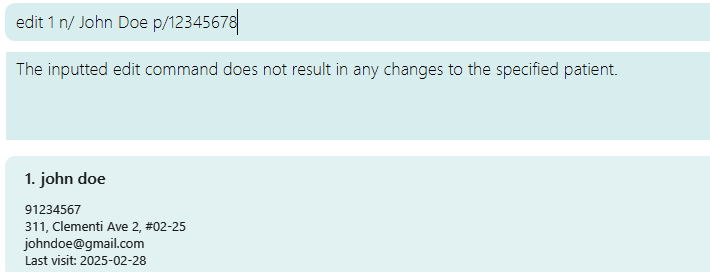 edit 1 n/ John Doe p/12345678
The inputted edit command does not result in any changes to the specified patient.
1. john doe
91234567
311, Clementi Ave 2, #02-25
johndoe@gmail.com
Last visit: 2025-02-28